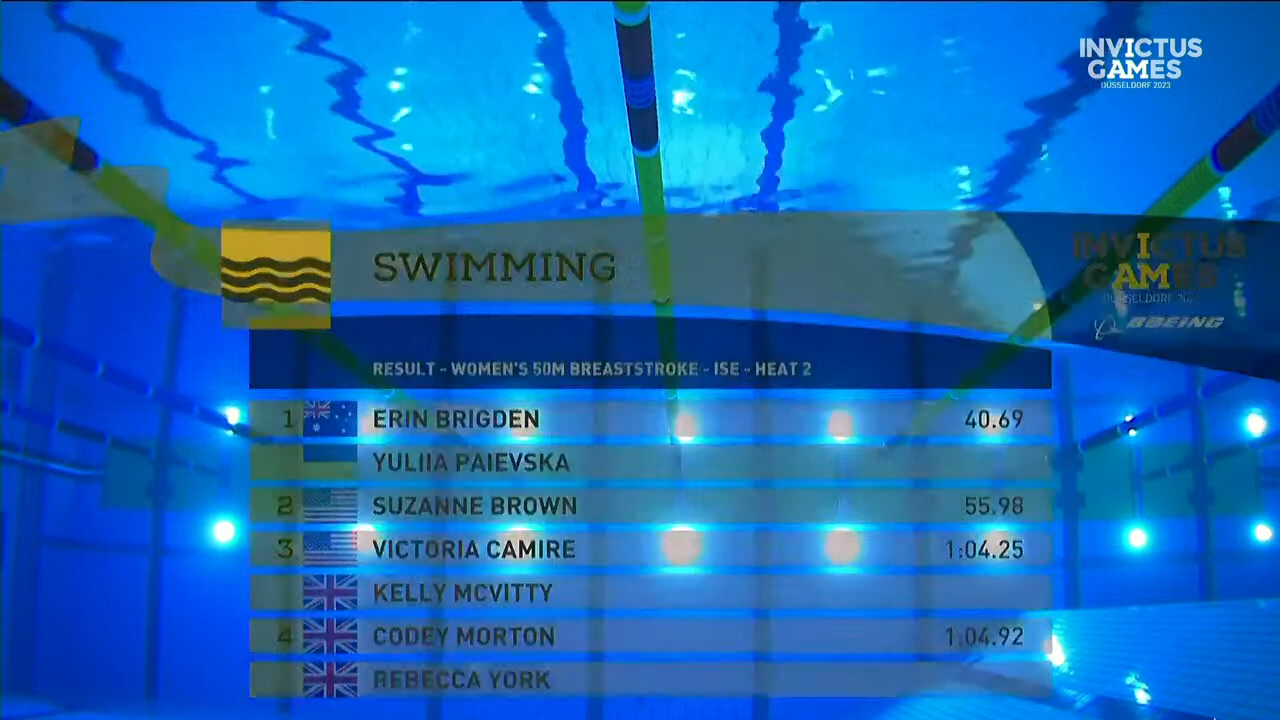 INVICTUS
GAMES
DÜSSELDORF 2023
SWIMMING
INVICTUS
GAMES
DÜSSELDORF
BOEING
RESULT - WOMEN'S 50M BREASTSTROKE - ISE - HEAT 2
1 ERIN BRIGDEN 40.69
YULIIA PAIEVSKA
2 SUZANNE BROWN 55.98
3 VICTORIA CAMIRE 1:04.25
KELLY MCVITTY
4 CODEY MORTON 1:04.92
REBECCA YORK